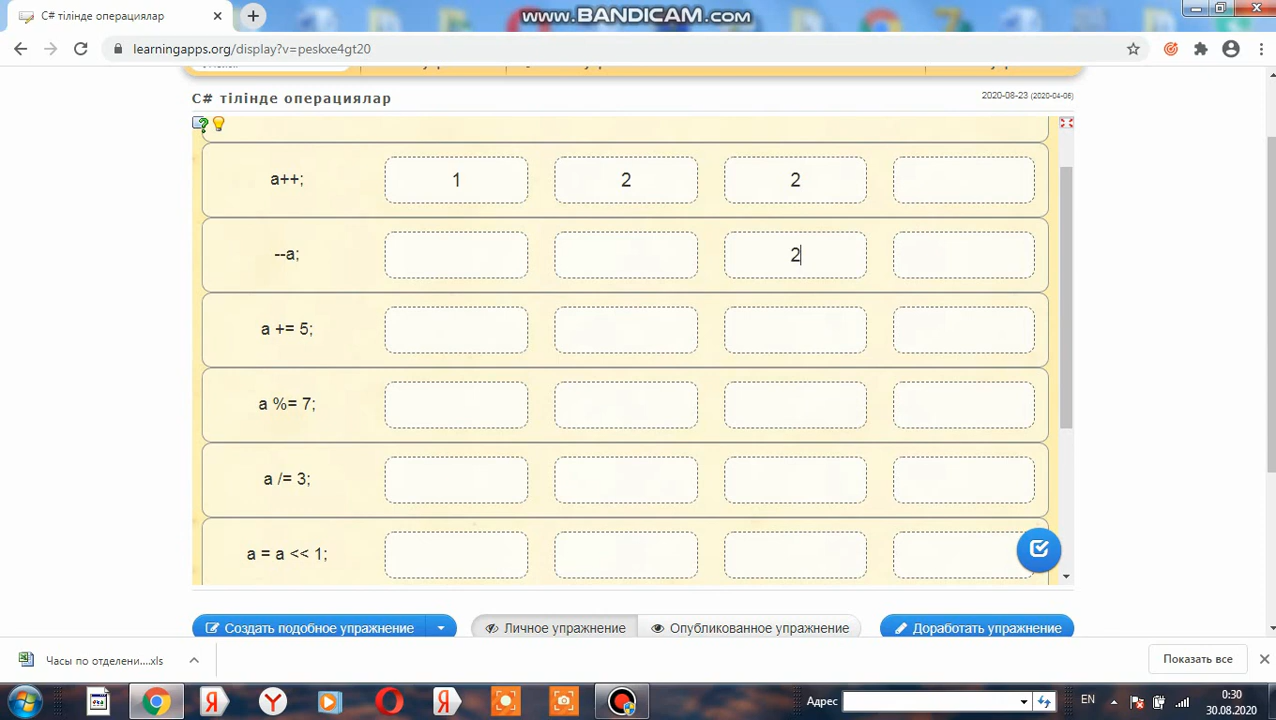 www.BANDICAM.com
C# тілінде операциялар
learningapps.org/display?v=peskxe4gt20
C# тілінде операциялар
2020-08-23 (2020-04-06)
a++; 1 2 2
--a; 2
a += 5;
a %= 7;
a /= 3;
a = a << 1;
Создать подобное упражнение
Личное упражнение
Опубликованное упражнение
Доработать упражнение
Часы по отделени....xls
Показать все
Адрес
EN
0:30
30.08.2020